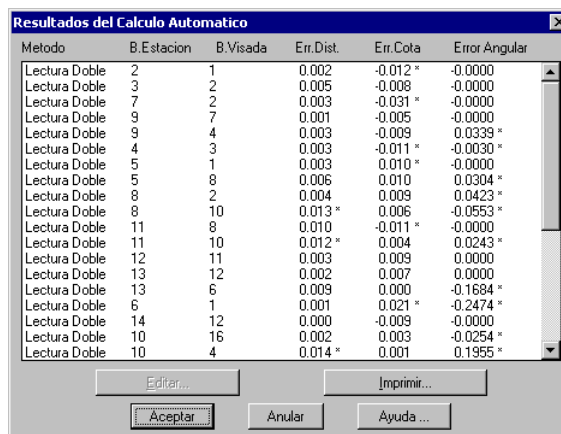 Resultados del Calculo Automatico
Metodo B.Estacion B.Visada Err.Dist. Err.Cota Error Angular
Lectura Doble 2 1 0.002 -0.012 * -0.0000
Lectura Doble 3 2 0.005 -0.008 -0.0000
Lectura Doble 7 2 0.003 -0.031 * -0.0000
Lectura Doble 9 7 0.001 -0.005 -0.0000
Lectura Doble 9 4 0.003 -0.009 0.0339 *
Lectura Doble 4 3 0.003 -0.011 * -0.0030 *
Lectura Doble 5 1 0.003 0.010 * -0.0000
Lectura Doble 5 8 0.006 0.010 0.0304 *
Lectura Doble 8 2 0.004 0.009 0.0423 *
Lectura Doble 8 10 0.013 * 0.006 -0.0553 *
Lectura Doble 11 8 0.010 -0.011 * -0.0000
Lectura Doble 11 10 0.012 * 0.004 0.0243 *
Lectura Doble 12 11 0.003 0.009 0.0000
Lectura Doble 13 12 0.002 0.007 0.0000
Lectura Doble 13 6 0.009 0.000 -0.1684 *
Lectura Doble 6 1 0.001 0.021 * -0.2474 *
Lectura Doble 14 12 0.000 -0.009 -0.0000
Lectura Doble 10 16 0.002 0.003 -0.0254 *
Lectura Doble 10 4 0.014 * 0.001 0.1955 *
Editar... Imprimir...
Aceptar Anular Ayuda ...